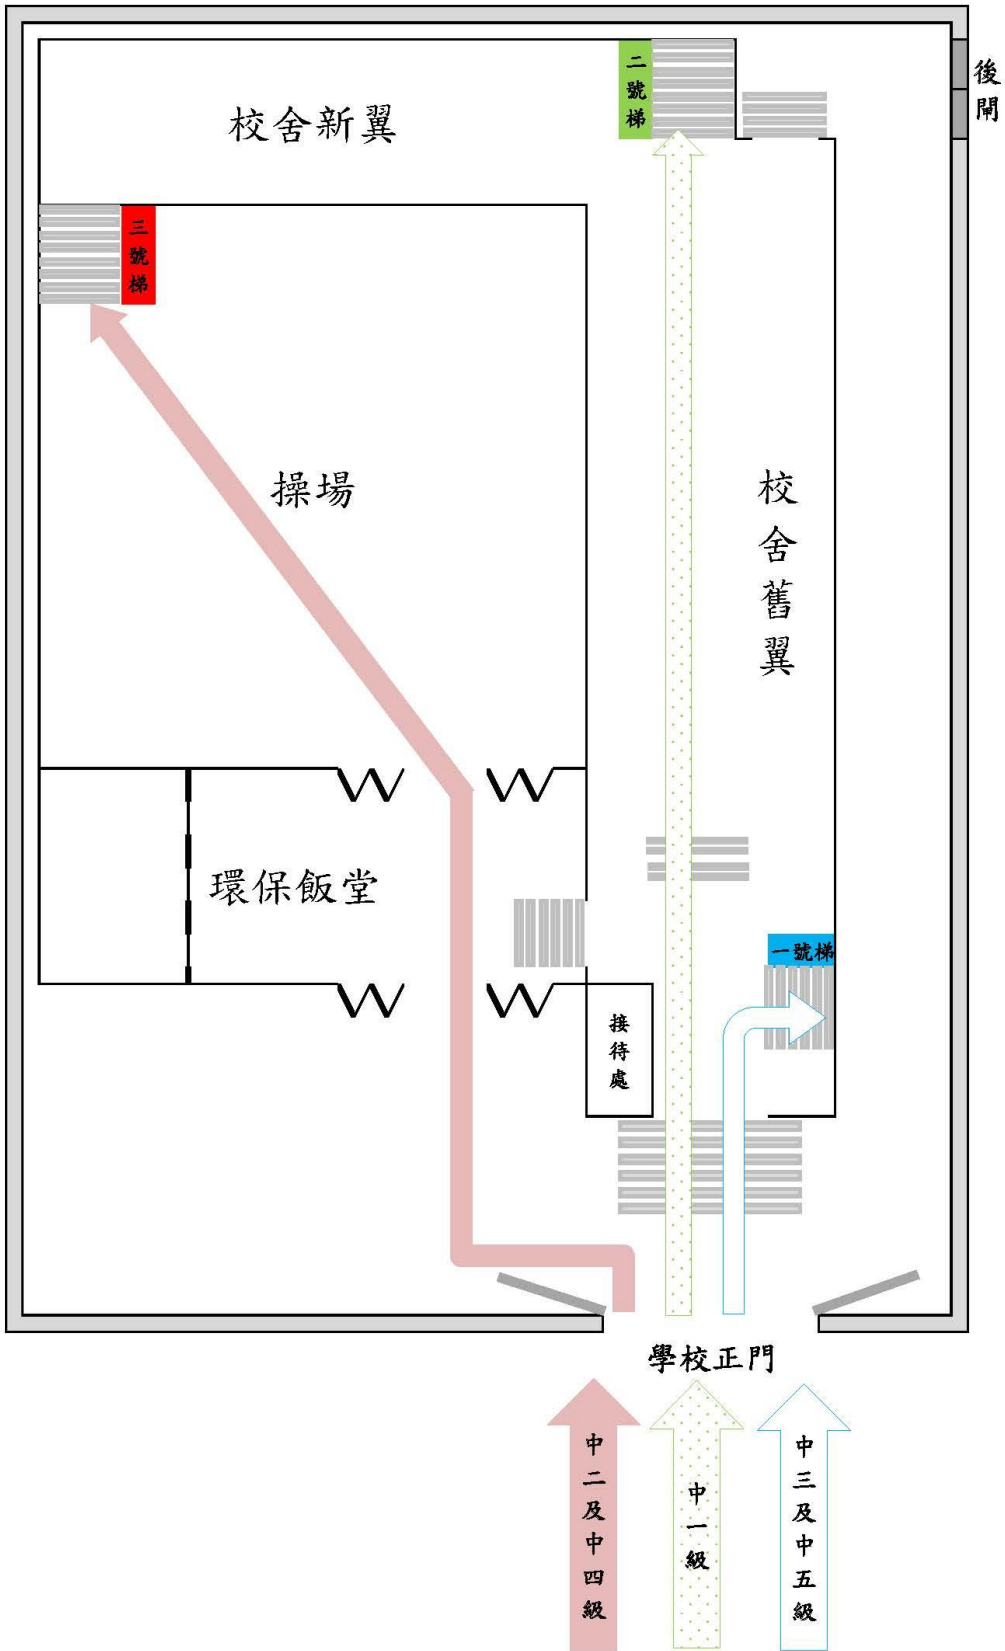 後閘
二號梯
校舍新翼
三號梯
操場
校舍舊翼
環保飯堂
一號梯
接待處
學校正門
中二及中四級
中一級
中三及中五級